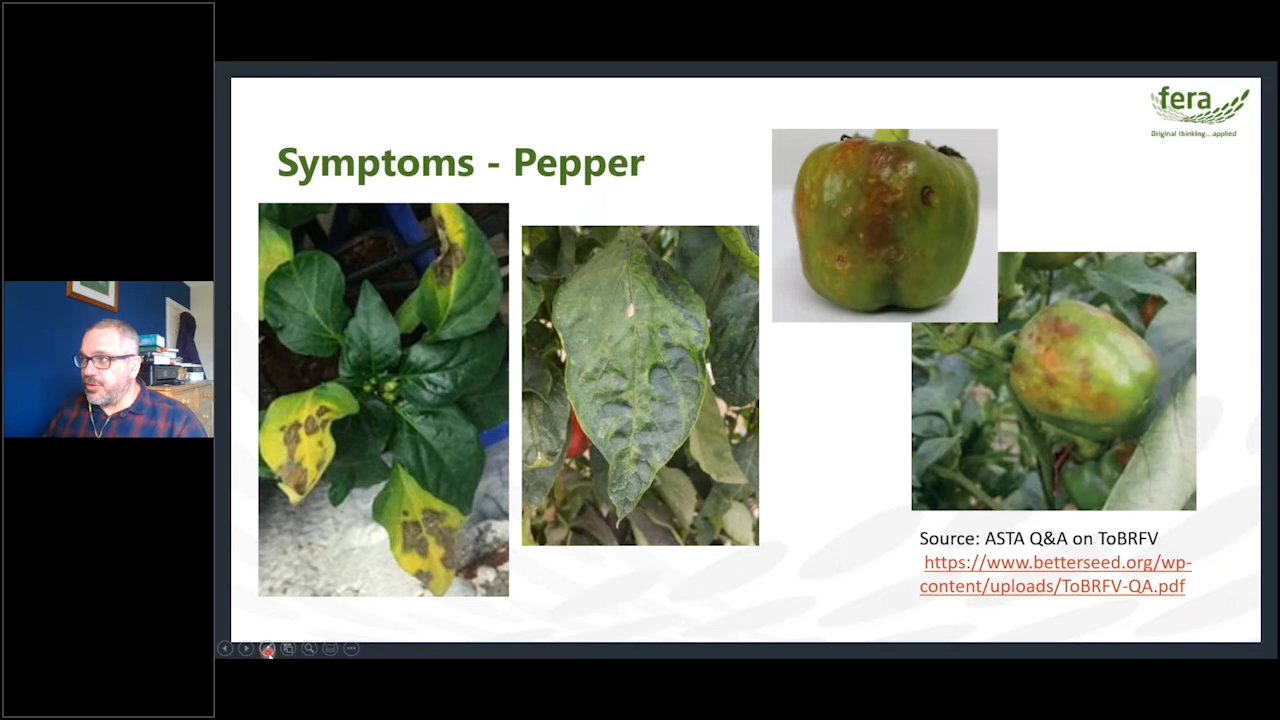 fera
Original thinking... applied
Symptoms - Pepper
Source: ASTA Q&A on ToBRFV
https://www.betterseed.org/wp-
content/uploads/ToBRFV-QA.pdf